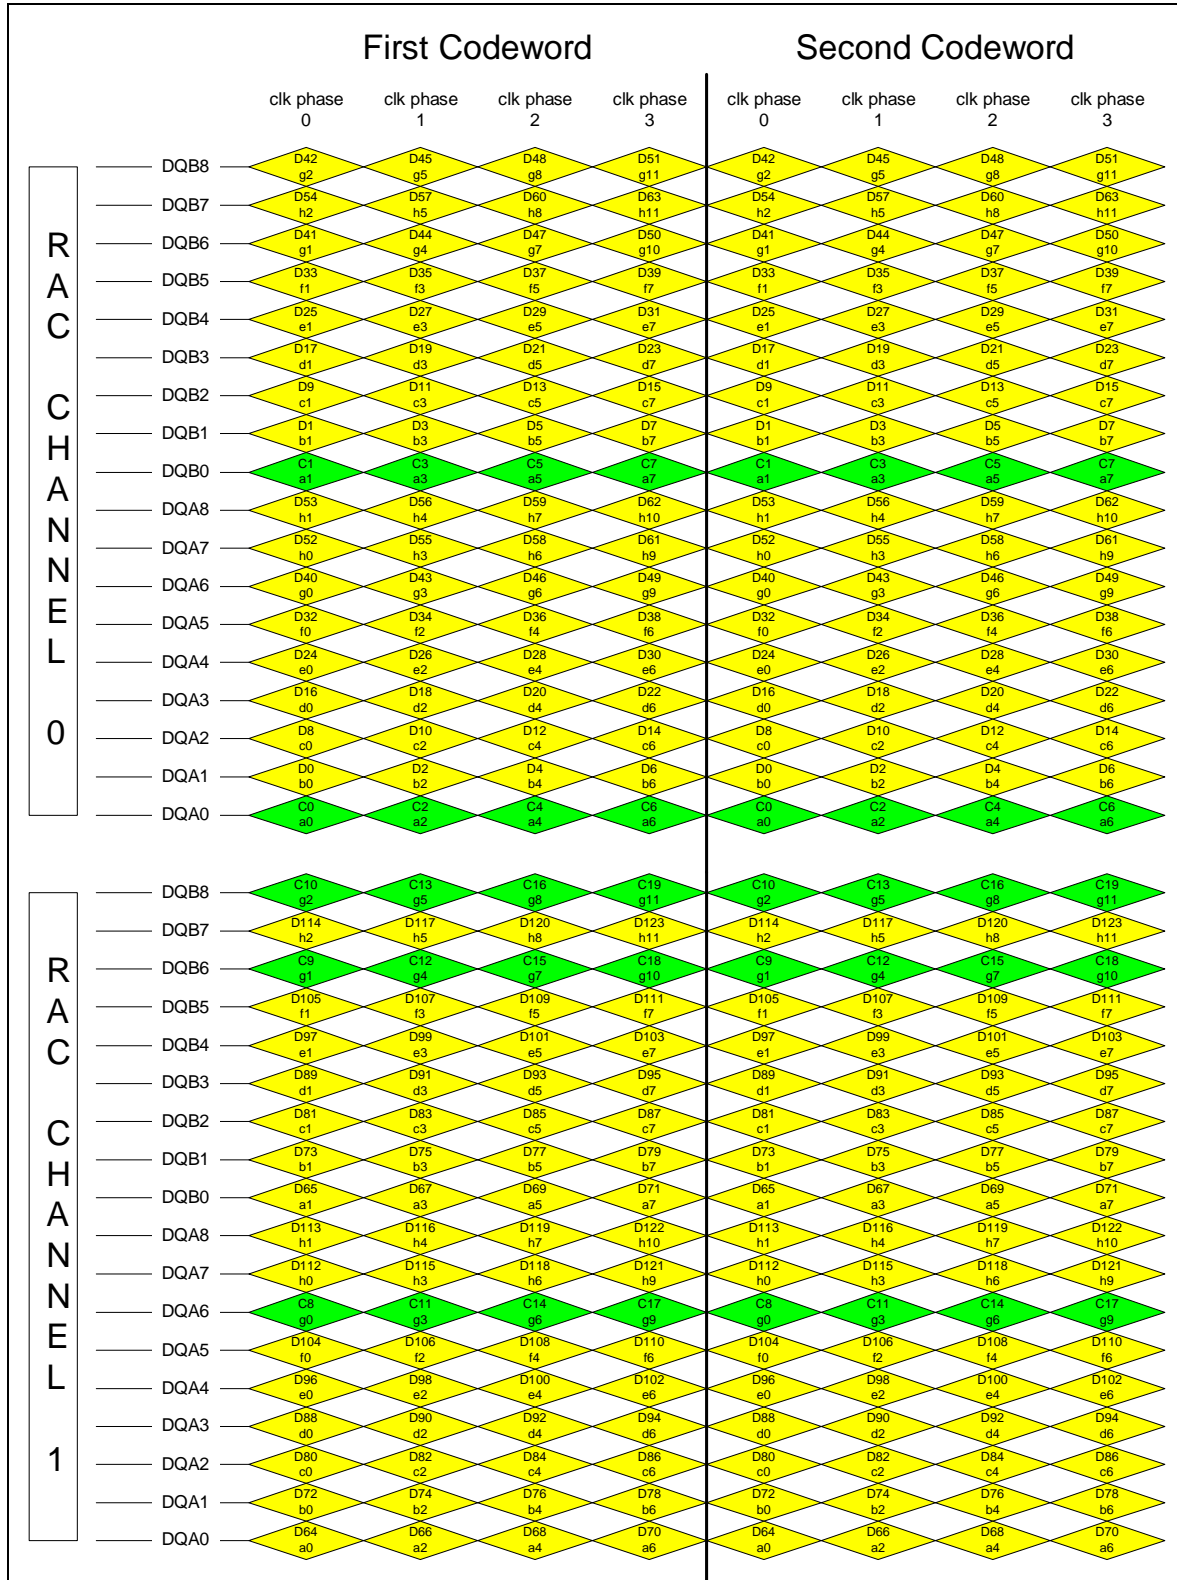 First Codeword Second Codeword
clk phase clk phase clk phase clk phase clk phase clk phase clk phase clk phase
0 1 2 3 0 1 2 3
RAC CHANNEL 0
D42 D45 D48 D51 D42 D45 D48 D51
DQB8
g2 g5 g8 g11 g2 g5 g8 g11
D54 D57 D60 D63 D54 D57 D60 D63
DQB7
h2 h5 h8 h11 h2 h5 h8 h11
D41 D44 D47 D50 D41 D44 D47 D50
DQB6
g1 g4 g7 g10 g1 g4 g7 g10
D33 D35 D37 D39 D33 D35 D37 D39
DQB5
f1 f3 f5 f7 f1 f3 f5 f7
D25 D27 D29 D31 D25 D27 D29 D31
DQB4
e1 e3 e5 e7 e1 e3 e5 e7
D17 D19 D21 D23 D17 D19 D21 D23
DQB3
d1 d3 d5 d7 d1 d3 d5 d7
D9 D11 D13 D15 D9 D11 D13 D15
DQB2
c1 c3 c5 c7 c1 c3 c5 c7
D1 D3 D5 D7 D1 D3 D5 D7
DQB1
b1 b3 b5 b7 b1 b3 b5 b7
C1 C3 C5 C7 C1 C3 C5 C7
DQB0
a1 a3 a5 a7 a1 a3 a5 a7
D53 D56 D59 D62 D53 D56 D59 D62
DQA8
h1 h4 h7 h10 h1 h4 h7 h10
D52 D55 D58 D61 D52 D55 D58 D61
DQA7
h0 h3 h6 h9 h0 h3 h6 h9
D40 D43 D46 D49 D40 D43 D46 D49
DQA6
g0 g3 g6 g9 g0 g3 g6 g9
D32 D34 D36 D38 D32 D34 D36 D38
DQA5
f0 f2 f4 f6 f0 f2 f4 f6
D24 D26 D28 D30 D24 D26 D28 D30
DQA4
e0 e2 e4 e6 e0 e2 e4 e6
D16 D18 D20 D22 D16 D18 D20 D22
DQA3
d0 d2 d4 d6 d0 d2 d4 d6
D8 D10 D12 D14 D8 D10 D12 D14
DQA2
c0 c2 c4 c6 c0 c2 c4 c6
D0 D2 D4 D6 D0 D2 D4 D6
DQA1
b0 b2 b4 b6 b0 b2 b4 b6
C0 C2 C4 C6 C0 C2 C4 C6
DQA0
a0 a2 a4 a6 a0 a2 a4 a6
RAC CHANNEL 1
C10 C13 C16 C19 C10 C13 C16 C19
DQB8
g2 g5 g8 g11 g2 g5 g8 g11
D114 D117 D120 D123 D114 D117 D120 D123
DQB7
h2 h5 h8 h11 h2 h5 h8 h11
C9 C12 C15 C18 C9 C12 C15 C18
DQB6
g1 g4 g7 g10 g1 g4 g7 g10
D105 D107 D109 D111 D105 D107 D109 D111
DQB5
f1 f3 f5 f7 f1 f3 f5 f7
D97 D99 D101 D103 D97 D99 D101 D103
DQB4
e1 e3 e5 e7 e1 e3 e5 e7
D89 D91 D93 D95 D89 D91 D93 D95
DQB3
d1 d3 d5 d7 d1 d3 d5 d7
D81 D83 D85 D87 D81 D83 D85 D87
DQB2
c1 c3 c5 c7 c1 c3 c5 c7
D73 D75 D77 D79 D73 D75 D77 D79
DQB1
b1 b3 b5 b7 b1 b3 b5 b7
D65 D67 D69 D71 D65 D67 D69 D71
DQB0
a1 a3 a5 a7 a1 a3 a5 a7
D113 D116 D119 D122 D113 D116 D119 D122
DQA8
h1 h4 h7 h10 h1 h4 h7 h10
D112 D115 D118 D121 D112 D115 D118 D121
DQA7
h0 h3 h6 h9 h0 h3 h6 h9
C8 C11 C14 C17 C8 C11 C14 C17
DQA6
g0 g3 g6 g9 g0 g3 g6 g9
D104 D106 D108 D110 D104 D106 D108 D110
DQA5
f0 f2 f4 f6 f0 f2 f4 f6
D96 D98 D100 D102 D96 D98 D100 D102
DQA4
e0 e2 e4 e6 e0 e2 e4 e6
D88 D90 D92 D94 D88 D90 D92 D94
DQA3
d0 d2 d4 d6 d0 d2 d4 d6
D80 D82 D84 D86 D80 D82 D84 D86
DQA2
c0 c2 c4 c6 c0 c2 c4 c6
D72 D74 D76 D78 D72 D74 D76 D78
DQA1
b0 b2 b4 b6 b0 b2 b4 b6
D64 D66 D68 D70 D64 D66 D68 D70
DQA0
a0 a2 a4 a6 a0 a2 a4 a6